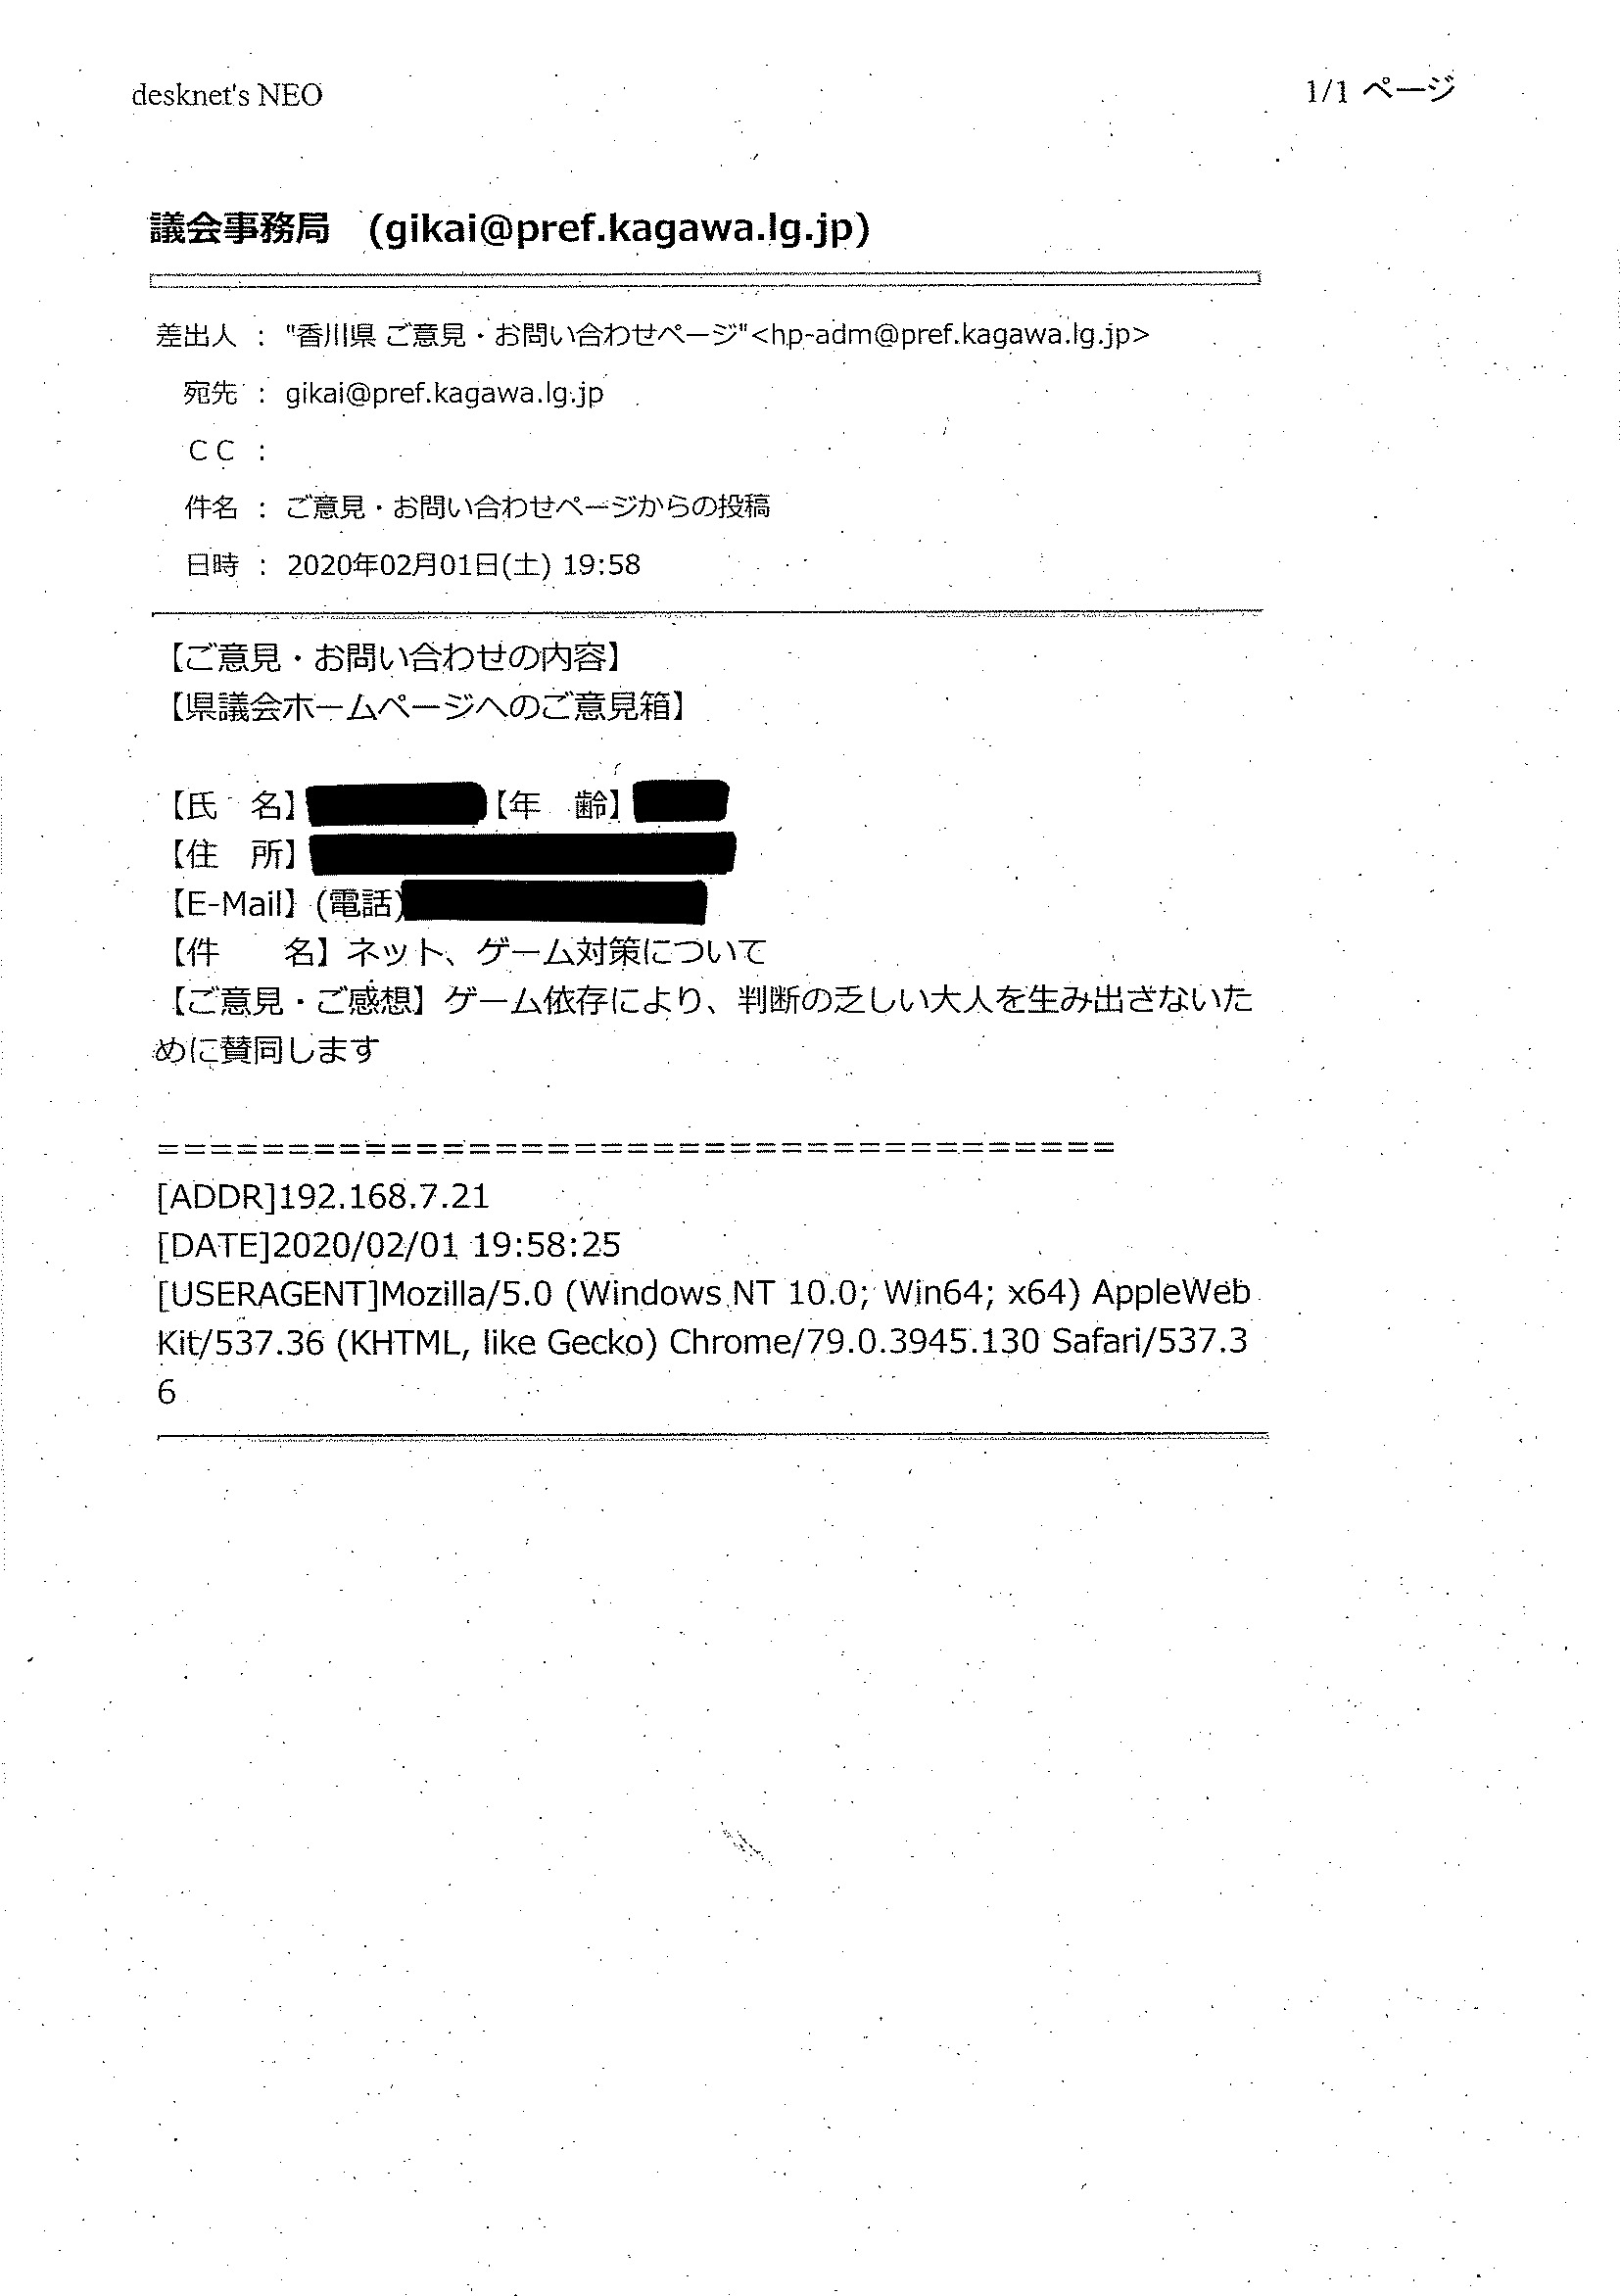 desknet's NEO
1/1 ページ
議会事務局　(gikai@pref.kagawa.lg.jp)
差出人 ： "香川県 ご意見・お問い合わせページ"<hp-adm@pref.kagawa.lg.jp>
宛先 ： gikai@pref.kagawa.lg.jp
ＣＣ ：
件名 ： ご意見・お問い合わせページからの投稿
日時 ： 2020年02月01日(土) 19:58
【ご意見・お問い合わせの内容】
【県議会ホームページへのご意見箱】
【氏　名】【年　齢】
【住　所】
【E-Mail】(電話)
【件　　名】ネット、ゲーム対策について
【ご意見・ご感想】ゲーム依存により、判断の乏しい大人を生み出さないた
めに賛同します
=====================================
[ADDR]192.168.7.21
[DATE]2020/02/01 19:58:25
[USERAGENT]Mozilla/5.0 (Windows NT 10.0; Win64; x64) AppleWeb
Kit/537.36 (KHTML, like Gecko) Chrome/79.0.3945.130 Safari/537.3
6